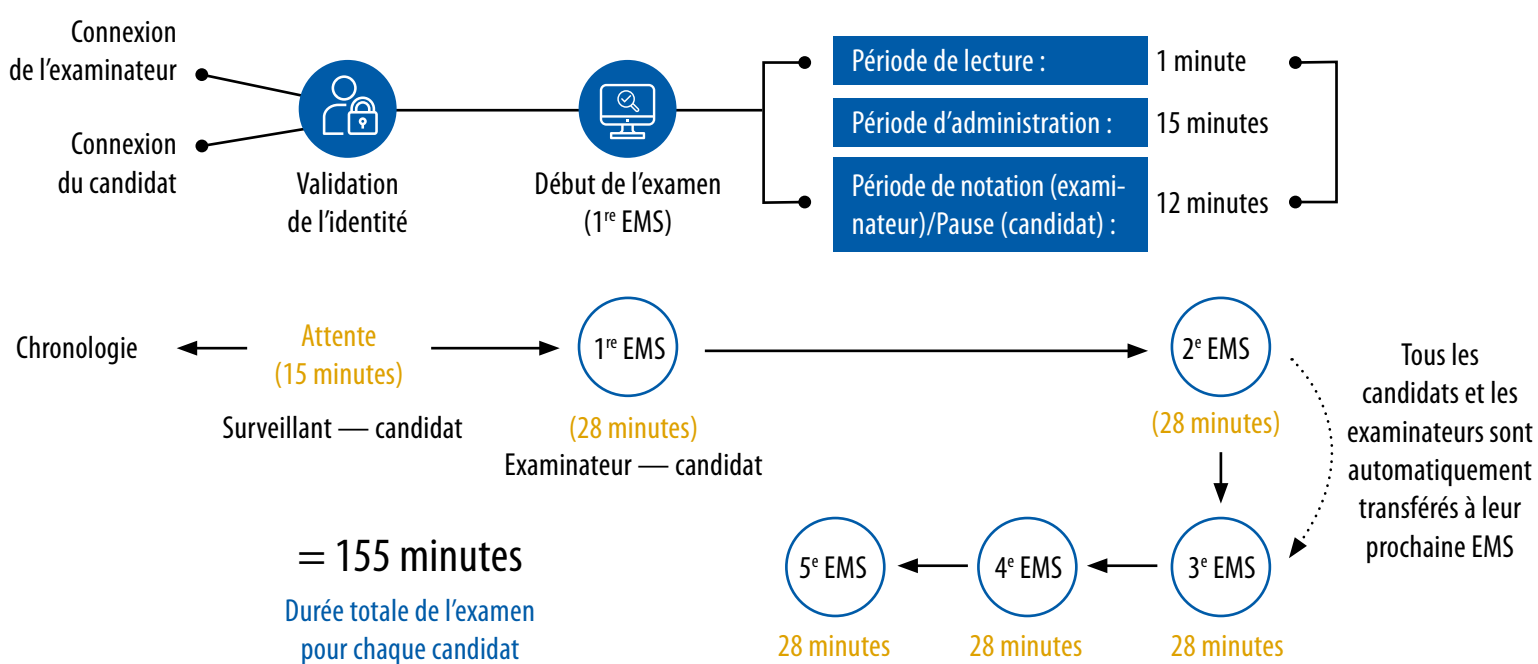 Connexion
de l’examinateur
Connexion
du candidat
Validation
de l’identité
Début de l’examen
(1re EMS)
Période de lecture :
1 minute
Période d’administration :
15 minutes
Période de notation (exami-
nateur)/Pause (candidat) :
12 minutes
Chronologie
Attente
(15 minutes)
Surveillant — candidat
1re EMS
(28 minutes)
Examinateur — candidat
2e EMS
(28 minutes)
Tous les
candidats et les
examinateurs sont
automatiquement
transférés à leur
prochaine EMS
3e EMS
28 minutes
4e EMS
28 minutes
5e EMS
28 minutes
= 155 minutes
Durée totale de l’examen
pour chaque candidat